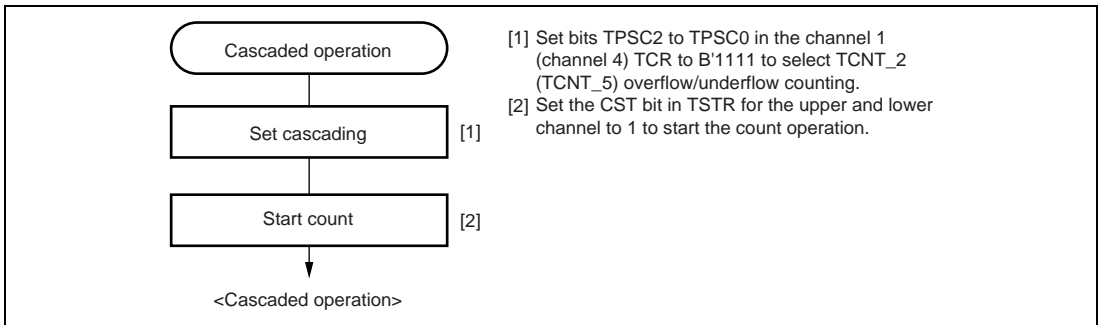 Cascaded operation
Set cascading
[1]
Start count
[2]
<Cascaded operation>
[1] Set bits TPSC2 to TPSC0 in the channel 1
(channel 4) TCR to B'1111 to select TCNT_2
(TCNT_5) overflow/underflow counting.
[2] Set the CST bit in TSTR for the upper and lower
channel to 1 to start the count operation.